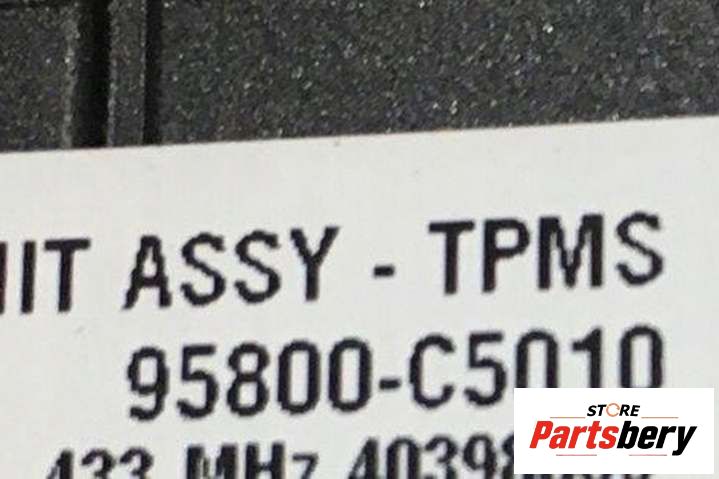 ASSY - TPMS
95800-C5010
433 MHz
STORE
Partsbery